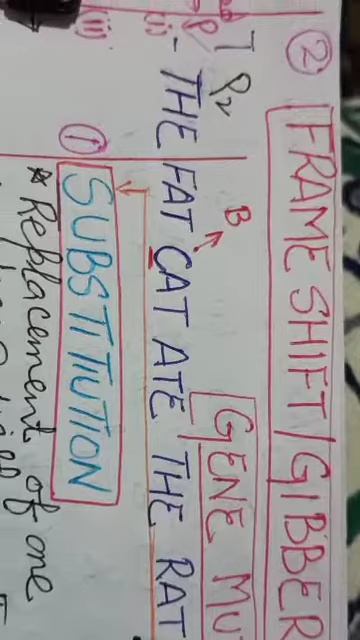 ② FRAME SHIFT / GIBBER
GENE MU
B
- THE FAT CAT ATE THE RAT
① SUBSTITUTION
* Replacement of one